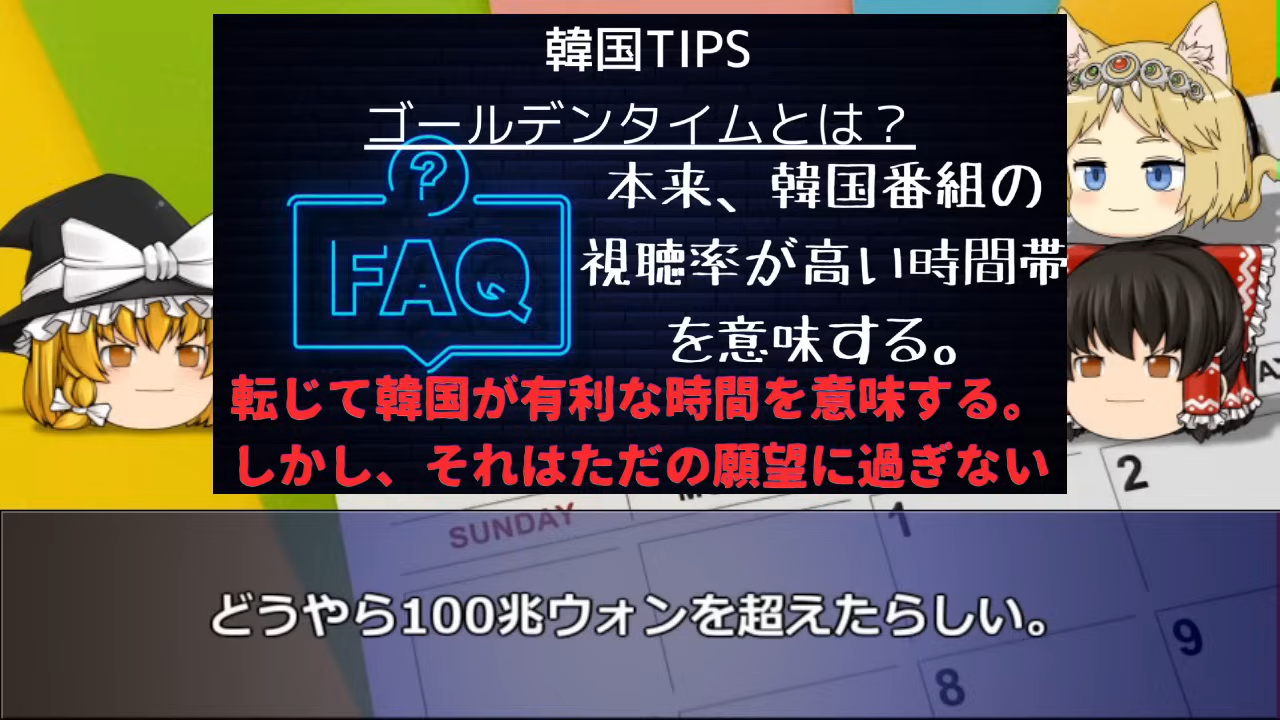 韓国TIPS
ゴールデンタイムとは？
本来、韓国番組の
視聴率が高い時間帯
を意味する。
FAQ
?
転じて韓国が有利な時間を意味する。
しかし、それはただの願望に過ぎない
SUNDAY
1
2
8
9
どうやら100兆ウォンを超えたらしい。